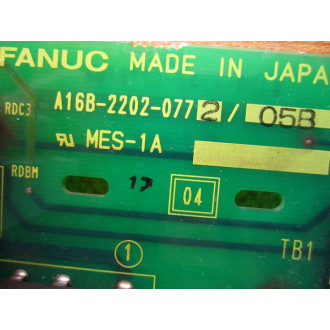 FANUC MADE IN JAPA
RDC3 A16B-2202-0772/05B
MES-1A
RDBM
17 04
1
TB1